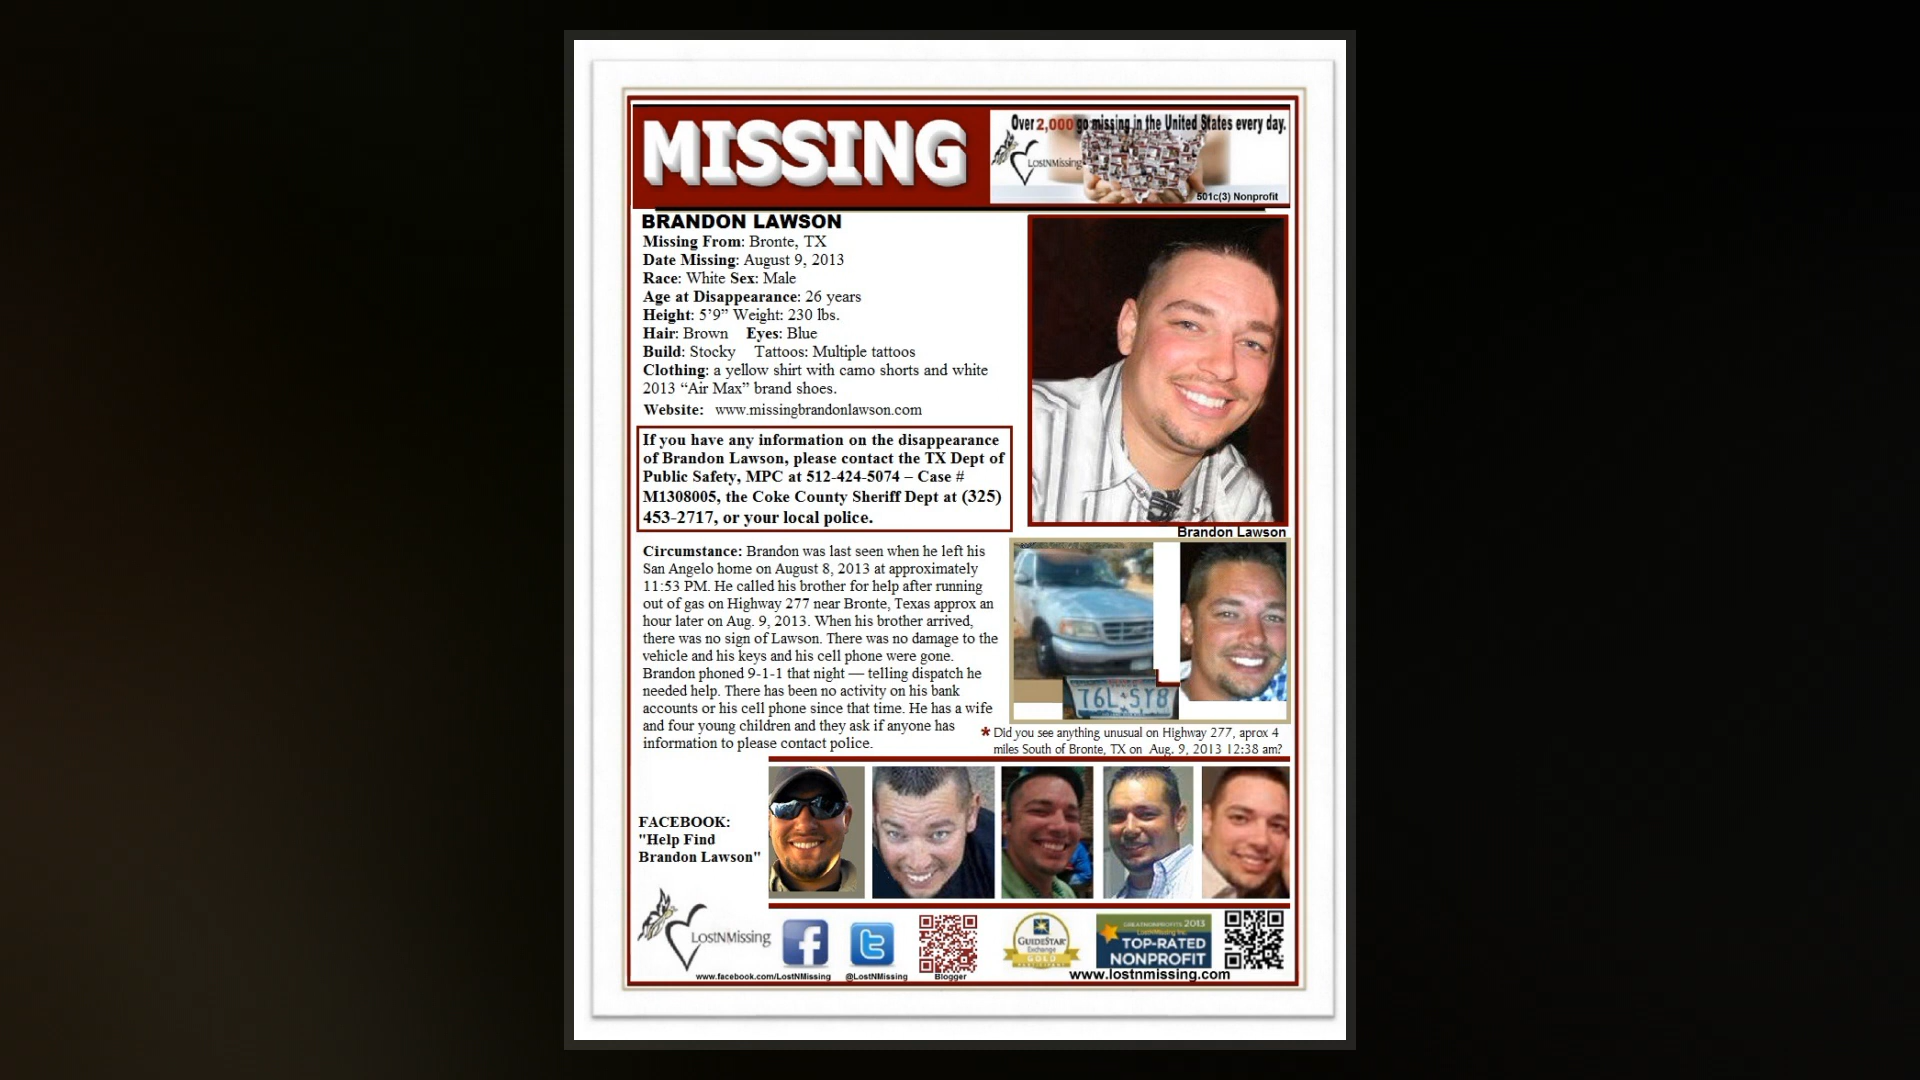 MISSING
Over 2,000 go missing in the United States every day.
LostNMissing
501c(3) Nonprofit
BRANDON LAWSON
Missing From: Bronte, TX
Date Missing: August 9, 2013
Race: White Sex: Male
Age at Disappearance: 26 years
Height: 5’9” Weight: 230 lbs.
Hair: Brown Eyes: Blue
Build: Stocky Tattoos: Multiple tattoos
Clothing: a yellow shirt with camo shorts and white
2013 “Air Max” brand shoes.
Website: www.missingbrandonlawson.com
If you have any information on the disappearance
of Brandon Lawson, please contact the TX Dept of
Public Safety, MPC at 512-424-5074 – Case #
M1308005, the Coke County Sheriff Dept at (325)
453-2717, or your local police.
Brandon Lawson
Circumstance: Brandon was last seen when he left his
San Angelo home on August 8, 2013 at approximately
11:53 PM. He called his brother for help after running
out of gas on Highway 277 near Bronte, Texas approx an
hour later on Aug. 9, 2013. When his brother arrived,
there was no sign of Lawson. There was no damage to the
vehicle and his keys and his cell phone were gone.
Brandon phoned 9-1-1 that night — telling dispatch he
needed help. There has been no activity on his bank
accounts or his cell phone since that time. He has a wife
and four young children and they ask if anyone has
information to please contact police.
76L SY8
* Did you see anything unusual on Highway 277, aprox 4
miles South of Bronte, TX on Aug. 9, 2013 12:38 am?
FACEBOOK:
"Help Find
Brandon Lawson"
LostNMissing
www.facebook.com/LostNMissing
@LostNMissing
Blogger
GUIDESTAR
Exchange
GOLD
GREATNONPROFITS 2013
LostNMissing Inc.
TOP-RATED
NONPROFIT
www.lostnmissing.com